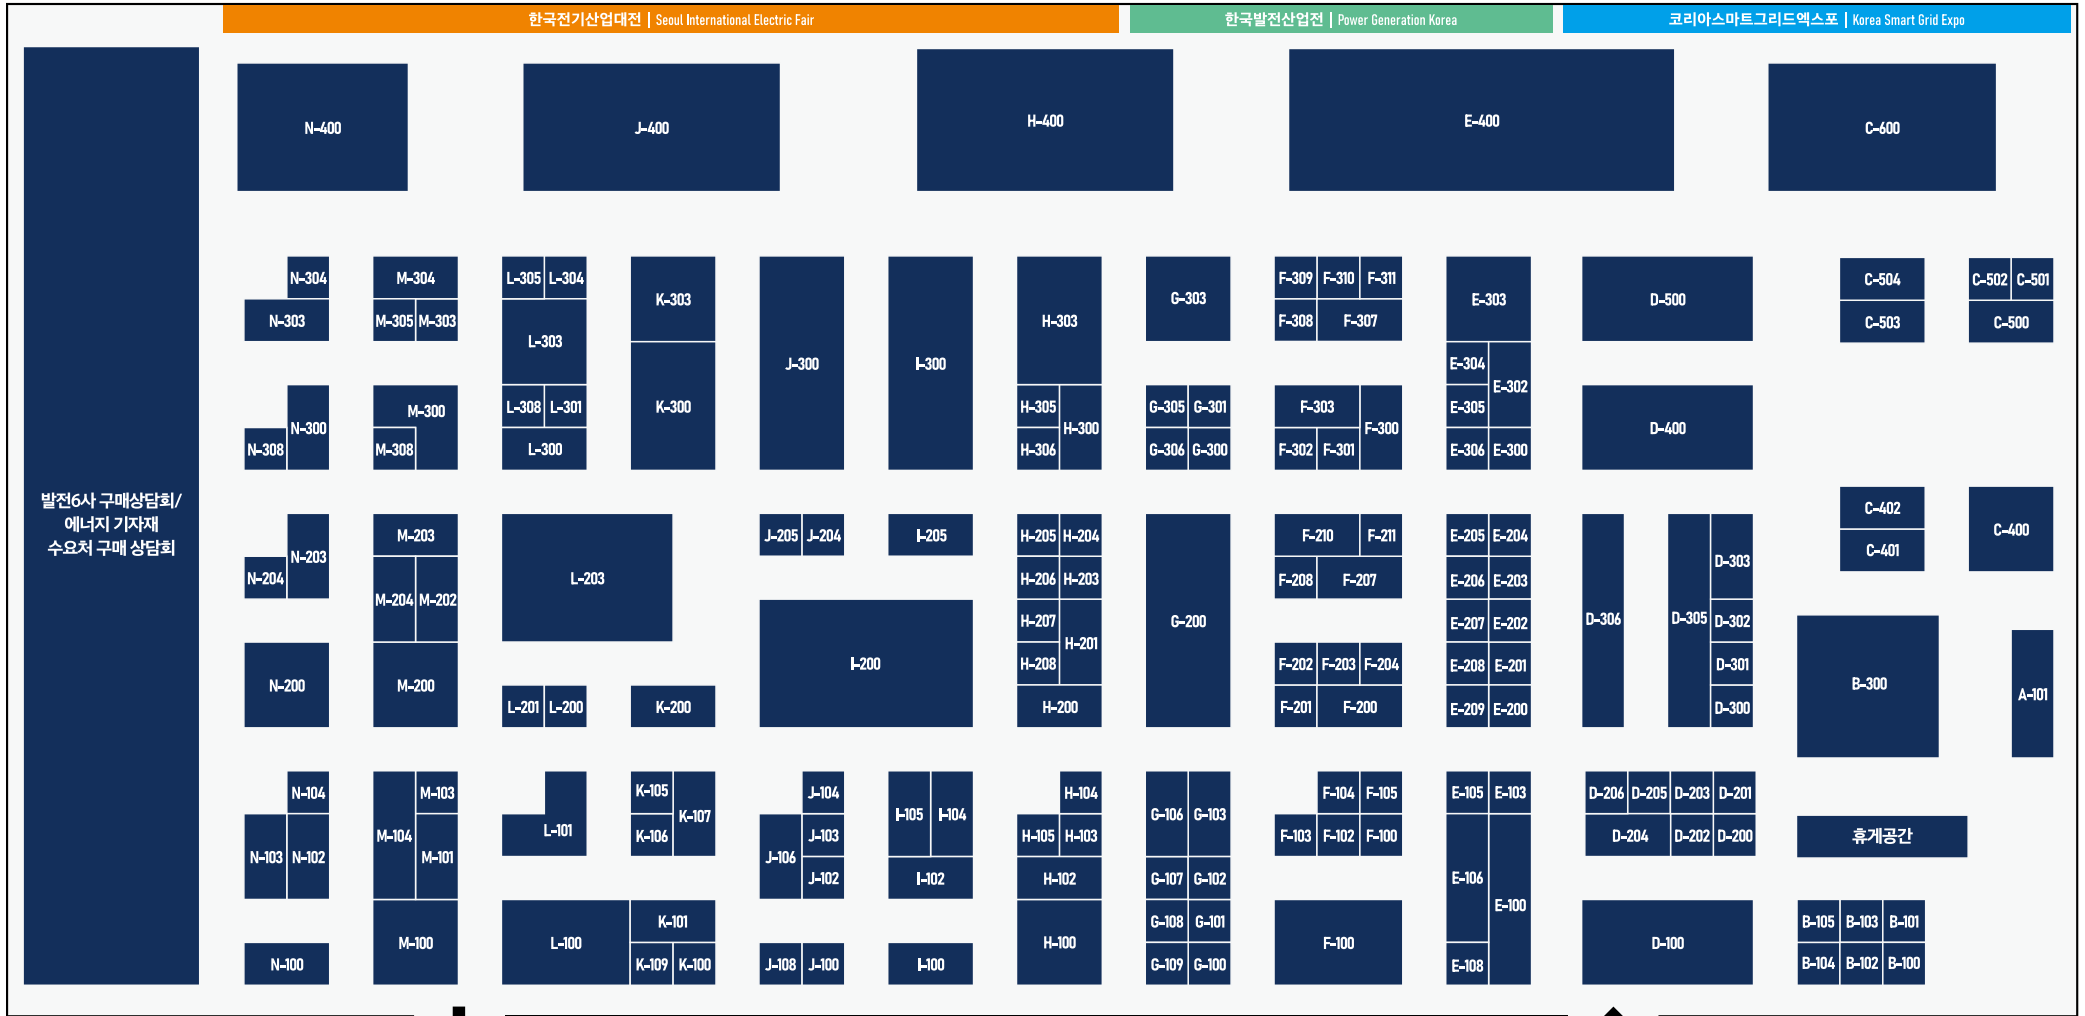 한국전기산업대전 | Seoul International Electric Fair
한국발전산업전 | Power Generation Korea
코리아스마트그리드엑스포 | Korea Smart Grid Expo
N-400
J-400
H-400
E-400
C-600
N-304
M-304
L-305
L-304
K-303
J-300
I-300
H-303
G-303
F-309
F-310
F-311
E-303
D-500
C-504
C-502
C-501
N-303
M-305
M-303
L-303
F-308
F-307
C-503
C-500
E-304
E-302
N-300
M-300
L-308
L-301
K-300
H-305
H-300
G-305
G-301
F-303
F-300
E-305
D-400
N-308
M-308
L-300
H-306
G-306
G-300
F-302
F-301
E-306
E-300
발전6사 구매상담회/
에너지 기자재
수요처 구매 상담회
N-203
M-203
L-203
J-205
J-204
I-205
H-205
H-204
G-200
F-210
F-211
E-205
E-204
D-306
D-305
D-303
C-402
C-400
C-401
N-204
M-204
M-202
H-206
H-203
F-208
F-207
E-206
E-203
I-200
H-207
H-201
E-207
E-202
D-302
B-300
A-101
N-200
M-200
H-208
F-202
F-203
F-204
E-208
E-201
D-301
L-201
L-200
K-200
H-200
F-201
F-200
E-209
E-200
D-300
N-104
M-104
M-103
L-101
K-105
K-107
J-104
I-105
I-104
H-104
G-106
G-103
F-104
F-105
E-105
E-103
D-206
D-205
D-203
D-201
N-103
N-102
M-101
K-106
J-106
J-103
H-105
H-103
F-103
F-102
F-100
E-106
E-100
D-204
D-202
D-200
휴게공간
J-102
I-102
H-102
G-107
G-102
M-100
L-100
K-101
H-100
G-108
G-101
F-100
D-100
B-105
B-103
B-101
N-100
K-109
K-100
J-108
J-100
I-100
G-109
G-100
E-108
B-104
B-102
B-100